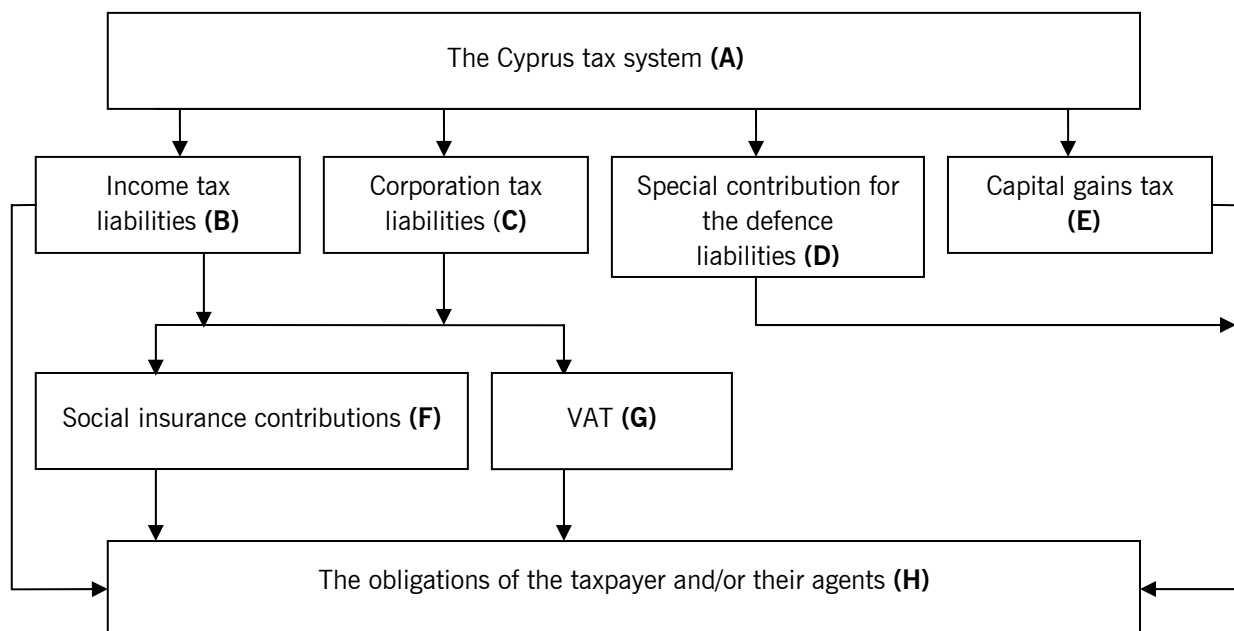 The Cyprus tax system (A)
Income tax
liabilities (B)
Corporation tax
liabilities (C)
Special contribution for
the defence
liabilities (D)
Capital gains tax
(E)
Social insurance contributions (F)
VAT (G)
The obligations of the taxpayer and/or their agents (H)